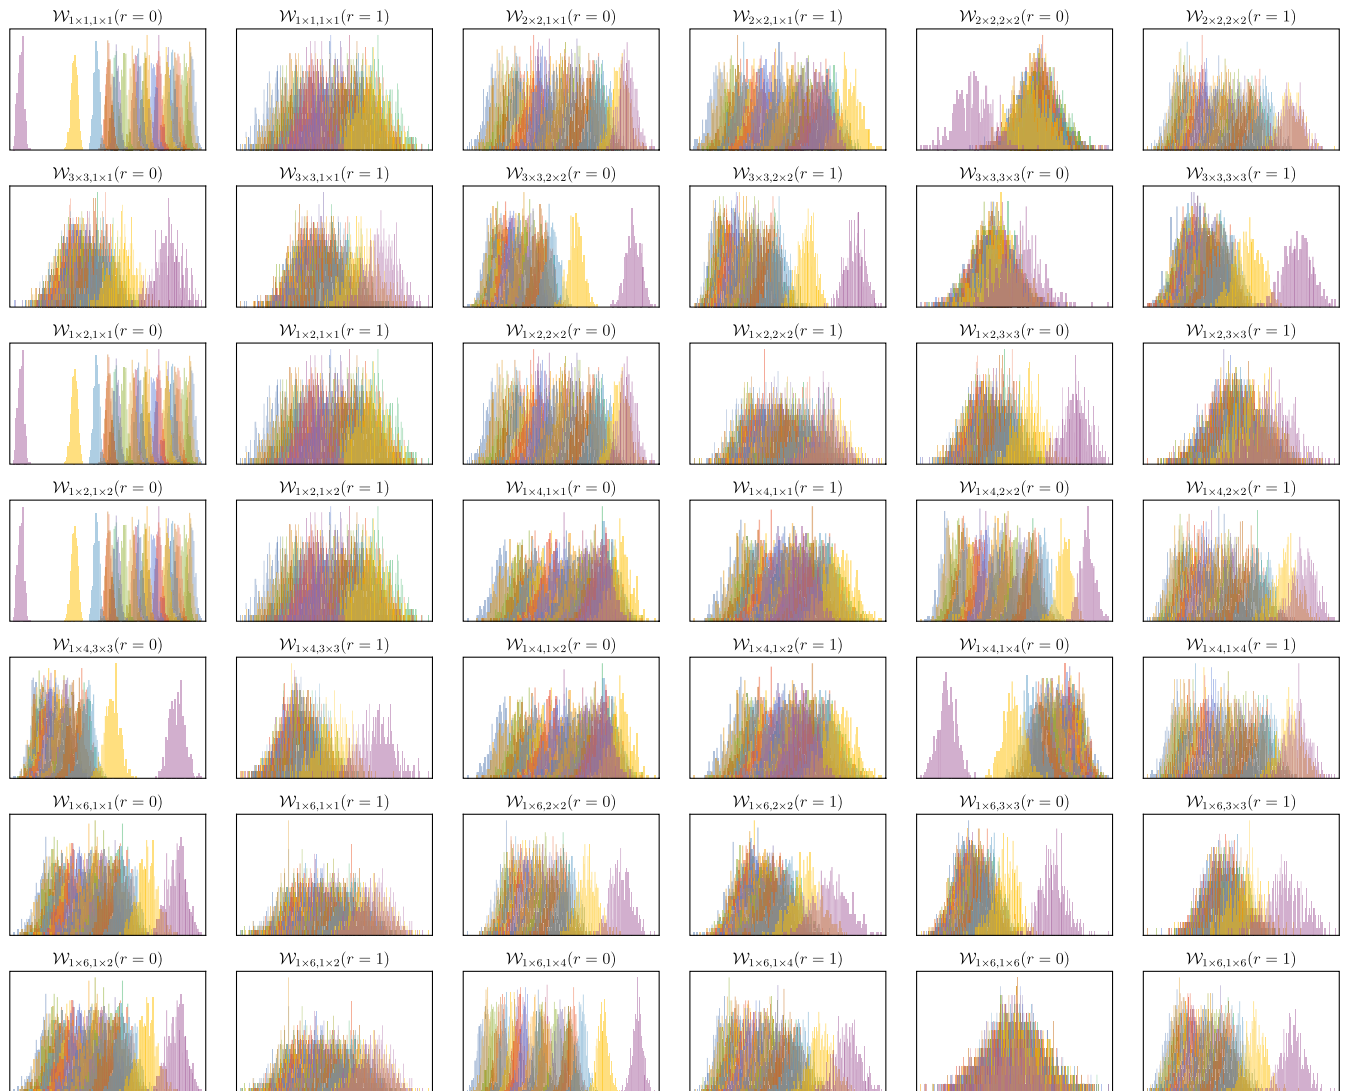 𝒲1×1,1×1(r = 0) 𝒲1×1,1×1(r = 1) 𝒲2×2,1×1(r = 0) 𝒲2×2,1×1(r = 1) 𝒲2×2,2×2(r = 0) 𝒲2×2,2×2(r = 1)
𝒲3×3,1×1(r = 0) 𝒲3×3,1×1(r = 1) 𝒲3×3,2×2(r = 0) 𝒲3×3,2×2(r = 1) 𝒲3×3,3×3(r = 0) 𝒲3×3,3×3(r = 1)
𝒲1×2,1×1(r = 0) 𝒲1×2,1×1(r = 1) 𝒲1×2,2×2(r = 0) 𝒲1×2,2×2(r = 1) 𝒲1×2,3×3(r = 0) 𝒲1×2,3×3(r = 1)
𝒲1×2,1×2(r = 0) 𝒲1×2,1×2(r = 1) 𝒲1×4,1×1(r = 0) 𝒲1×4,1×1(r = 1) 𝒲1×4,2×2(r = 0) 𝒲1×4,2×2(r = 1)
𝒲1×4,3×3(r = 0) 𝒲1×4,3×3(r = 1) 𝒲1×4,1×2(r = 0) 𝒲1×4,1×2(r = 1) 𝒲1×4,1×4(r = 0) 𝒲1×4,1×4(r = 1)
𝒲1×6,1×1(r = 0) 𝒲1×6,1×1(r = 1) 𝒲1×6,2×2(r = 0) 𝒲1×6,2×2(r = 1) 𝒲1×6,3×3(r = 0) 𝒲1×6,3×3(r = 1)
𝒲1×6,1×2(r = 0) 𝒲1×6,1×2(r = 1) 𝒲1×6,1×4(r = 0) 𝒲1×6,1×4(r = 1) 𝒲1×6,1×6(r = 0) 𝒲1×6,1×6(r = 1)